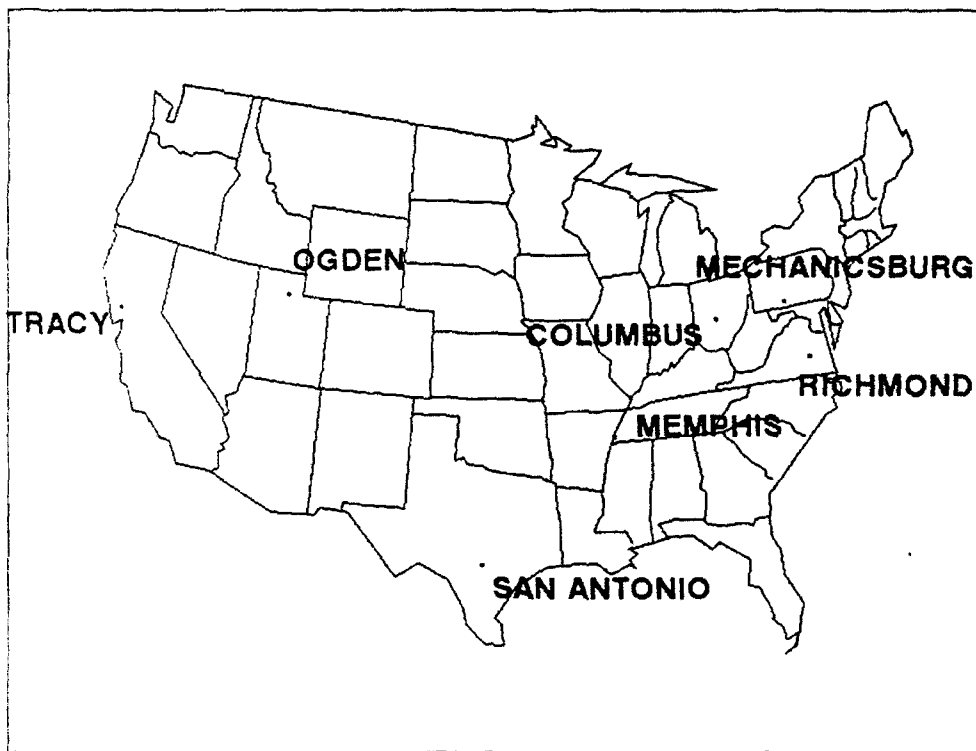 OGDEN
MECHANICSBURG
TRACY
COLUMBUS
RICHMOND
MEMPHIS
SAN ANTONIO